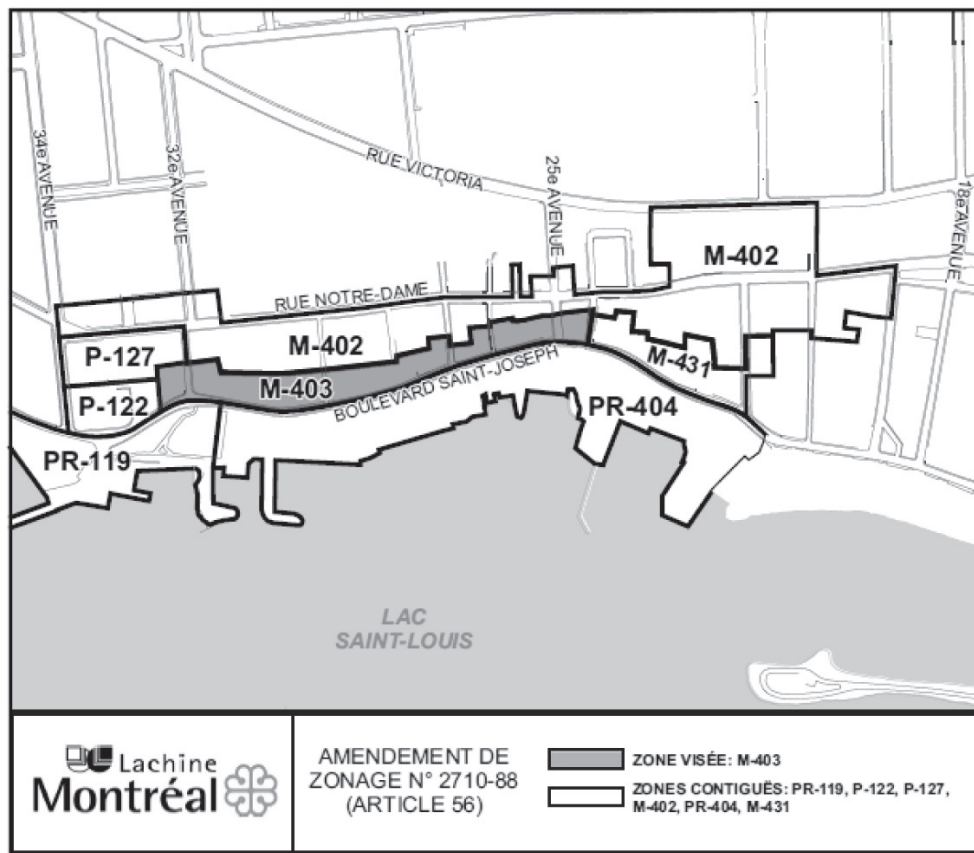 34e AVENUE
32e AVENUE
RUE VICTORIA
25e AVENUE
18e AVENUE
M-402
RUE NOTRE-DAME
P-127
M-402
M-431
M-403
BOULEVARD SAINT-JOSEPH
P-122
PR-404
PR-119
LAC
SAINT-LOUIS
Lachine
Montréal
AMENDEMENT DE
ZONAGE N° 2710-88
(ARTICLE 56)
ZONE VISÉE: M-403
ZONES CONTIGUËS: PR-119, P-122, P-127,
M-402, PR-404, M-431